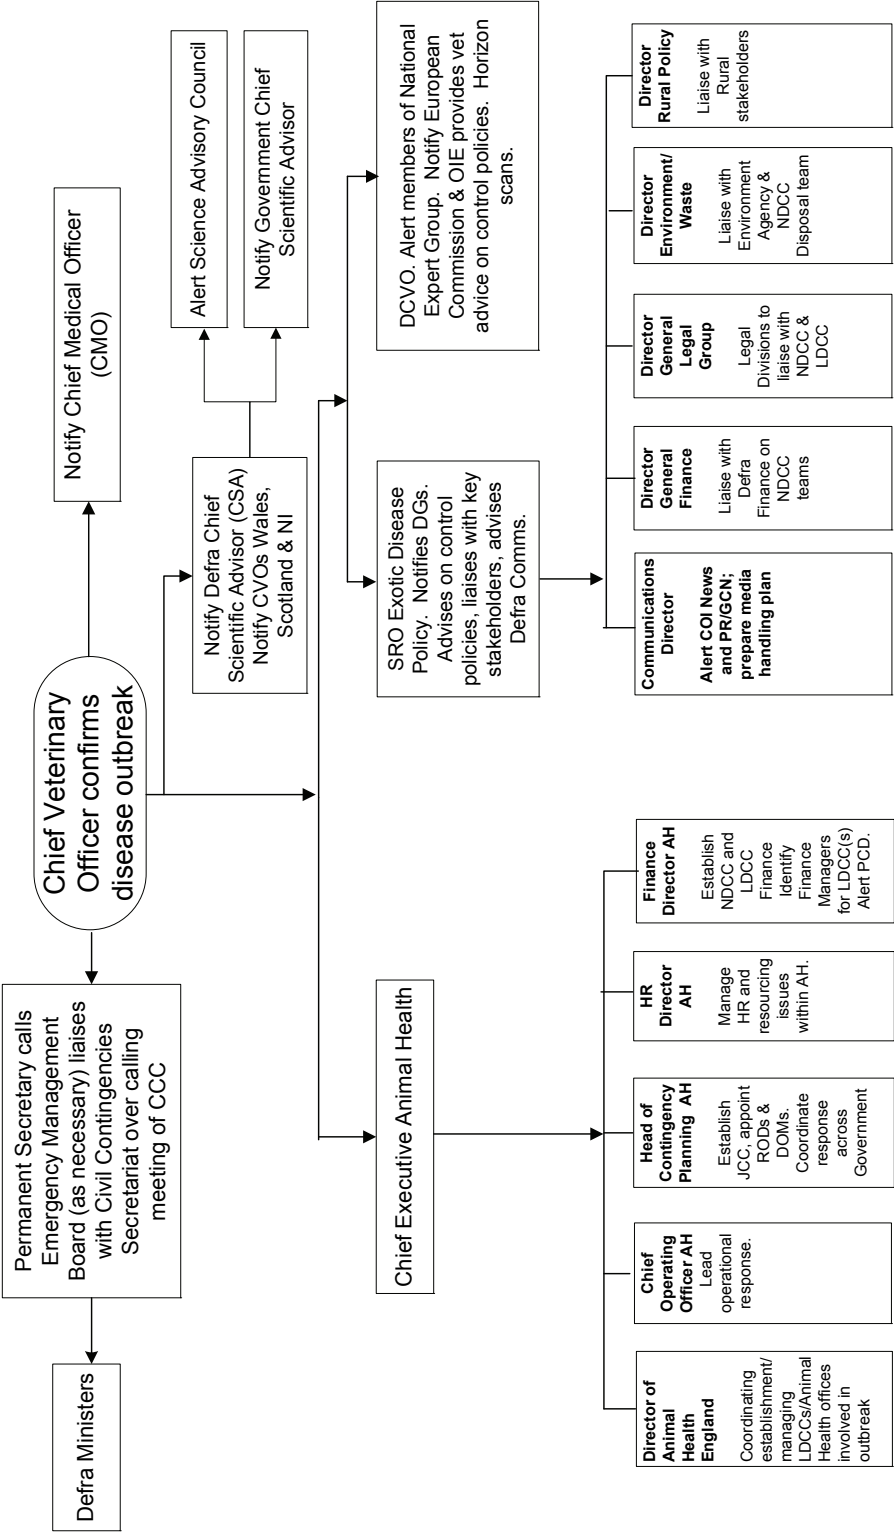 Chief Veterinary
Officer confirms
disease outbreak
Permanent Secretary calls
Emergency Management
Board (as necessary) liaises
with Civil Contingencies
Secretariat over calling
meeting of CCC
Defra Ministers
Notify Chief Medical Officer
(CMO)
Notify Defra Chief
Scientific Advisor (CSA)
Notify CVOs Wales,
Scotland & NI
Alert Science Advisory Council
Notify Government Chief
Scientific Advisor
Chief Executive Animal Health
SRO Exotic Disease
Policy. Notifies DGs.
Advises on control
policies, liaises with key
stakeholders, advises
Defra Comms.
DCVO. Alert members of National
Expert Group. Notify European
Commission & OIE provides vet
advice on control policies. Horizon
scans.
Director of
Animal
Health
England
Coordinating
establishment/
managing
LDCCs/Animal
Health offices
involved in
outbreak
Chief
Operating
Officer AH
Lead
operational
response.
Head of
Contingency
Planning AH
Establish
JCC, appoint
RODs &
DOMs.
Coordinate
response
across
Government
HR
Director
AH
Manage
HR and
resourcing
issues
within AH.
Finance
Director AH
Establish
NDCC and
LDCC
Finance
Identify
Finance
Managers
for LDCC(s)
Alert PCD.
Communications
Director
Alert COI News
and PR/GCN;
prepare media
handling plan
Director
General
Finance
Liaise with
Defra
Finance on
NDCC
teams
Director
General
Legal
Group
Legal
Divisions to
liaise with
NDCC &
LDCC
Director
Environment/
Waste
Liaise with
Environment
Agency &
NDCC
Disposal team
Director
Rural Policy
Liaise with
Rural
stakeholders